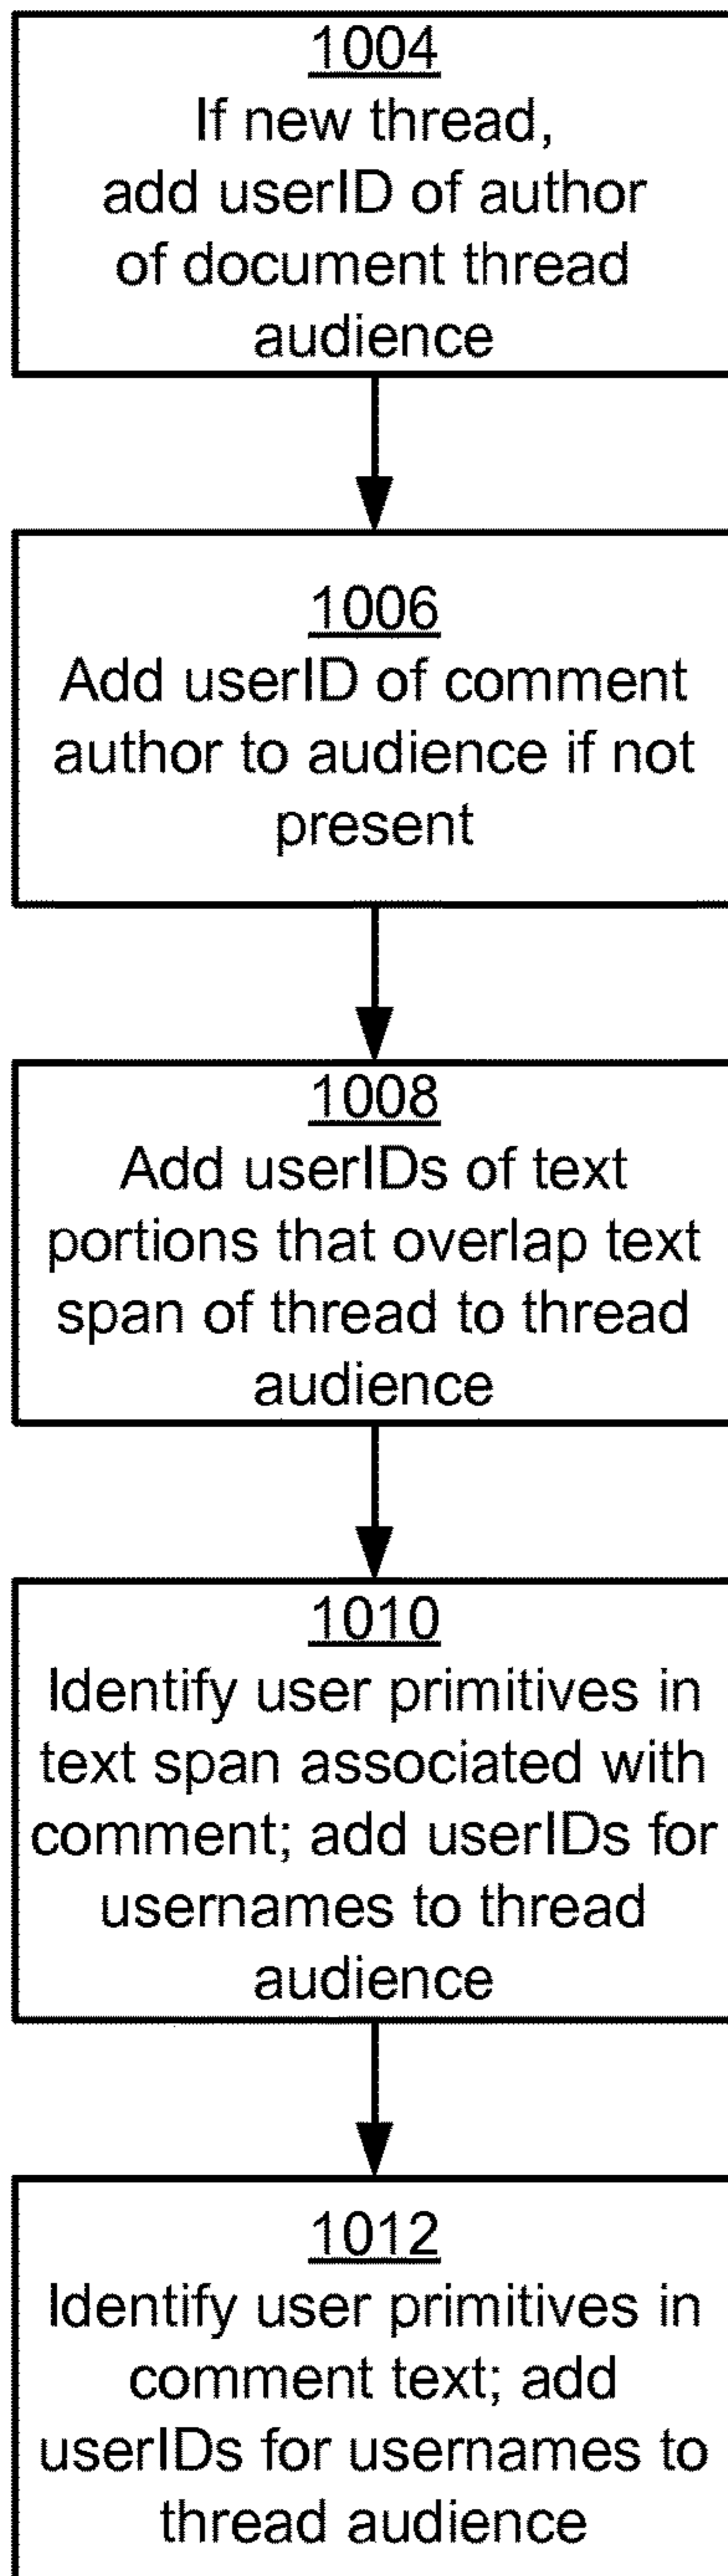 1004
If new thread,
add userID of author
of document thread
audience
1006
Add userID of comment
author to audience if not
present
1008
Add userIDs of text
portions that overlap text
span of thread to thread
audience
1010
Identify user primitives in
text span associated with
comment; add userIDs for
usernames to thread
audience
1012
Identify user primitives in
comment text; add
userIDs for usernames to
thread audience